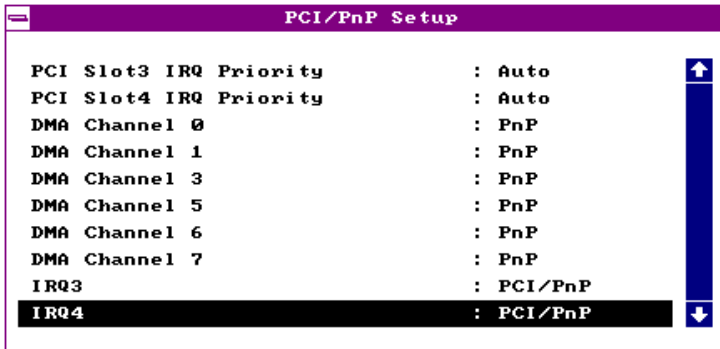 PCI/PnP Setup
PCI Slot3 IRQ Priority : Auto
PCI Slot4 IRQ Priority : Auto
DMA Channel 0 : PnP
DMA Channel 1 : PnP
DMA Channel 3 : PnP
DMA Channel 5 : PnP
DMA Channel 6 : PnP
DMA Channel 7 : PnP
IRQ3 : PCI/PnP
IRQ4 : PCI/PnP